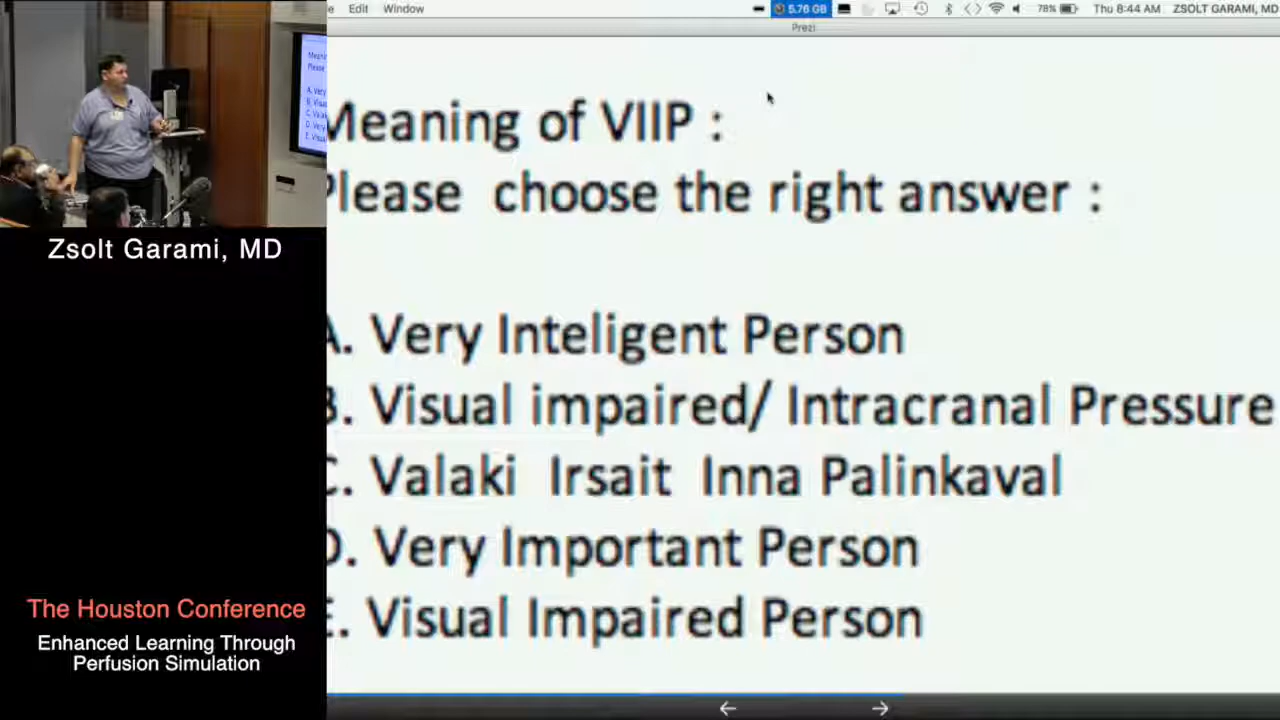 Edit Window 5.76 GB 78% Thu 8:44 AM ZSOLT GARAMI, MD
Prezi
Meaning of VIIP :
Please choose the right answer :
A. Very Inteligent Person
B. Visual impaired/ Intracranal Pressure
C. Valaki Irsait Inna Palinkaval
D. Very Important Person
E. Visual Impaired Person
Zsolt Garami, MD
The Houston Conference
Enhanced Learning Through
Perfusion Simulation